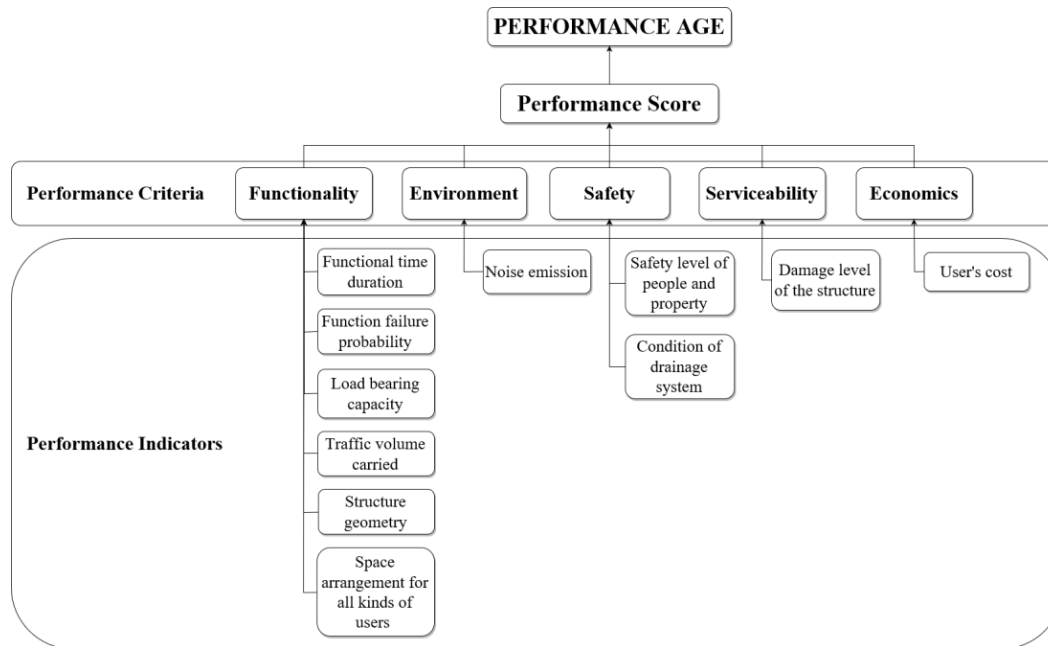 PERFORMANCE AGE
Performance Score
Performance Criteria
Functionality
Environment
Safety
Serviceability
Economics
Functional time
duration
Noise emission
Safety level of
people and
property
Damage level
of the structure
User's cost
Function failure
probability
Condition of
drainage
system
Load bearing
capacity
Performance Indicators
Traffic volume
carried
Structure
geometry
Space
arrangement for
all kinds of
users